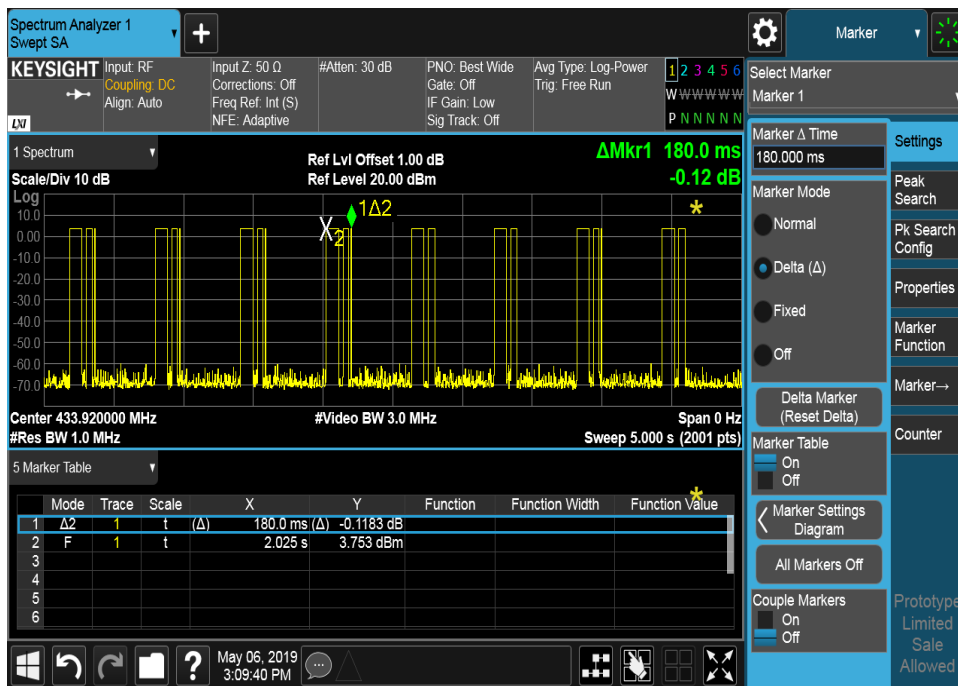 Spectrum Analyzer 1
Swept SA
+
Marker
KEYSIGHT
LXI
Input: RF
Coupling: DC
Align: Auto
Input Z: 50 Ω
Corrections: Off
Freq Ref: Int (S)
NFE: Adaptive
#Atten: 30 dB
PNO: Best Wide
Gate: Off
IF Gain: Low
Sig Track: Off
Avg Type: Log-Power
Trig: Free Run
1 2 3 4 5 6
W W W W W W
P N N N N N
Select Marker
Marker 1
1 Spectrum
Scale/Div 10 dB
Ref Lvl Offset 1.00 dB
Ref Level 20.00 dBm
ΔMkr1 180.0 ms
-0.12 dB
Log
10.0
0.00
-10.0
-20.0
-30.0
-40.0
-50.0
-60.0
-70.0
1Δ2
2
Center 433.920000 MHz
#Res BW 1.0 MHz
#Video BW 3.0 MHz
Span 0 Hz
Sweep 5.000 s (2001 pts)
5 Marker Table
Mode Trace Scale X Y Function Function Width Function Value
1 Δ2 1 t (Δ) 180.0 ms (Δ) -0.1183 dB
2 F 1 t 2.025 s 3.753 dBm
3
4
5
6
Marker Δ Time
180.000 ms
Marker Mode
Normal
Delta (Δ)
Fixed
Off
Delta Marker
(Reset Delta)
Marker Table
On
Off
Marker Settings
Diagram
All Markers Off
Couple Markers
On
Off
Settings
Peak
Search
Pk Search
Config
Properties
Marker
Function
Marker→
Counter
Prototype
Limited
Sale
Allowed
?
May 06, 2019
3:09:40 PM